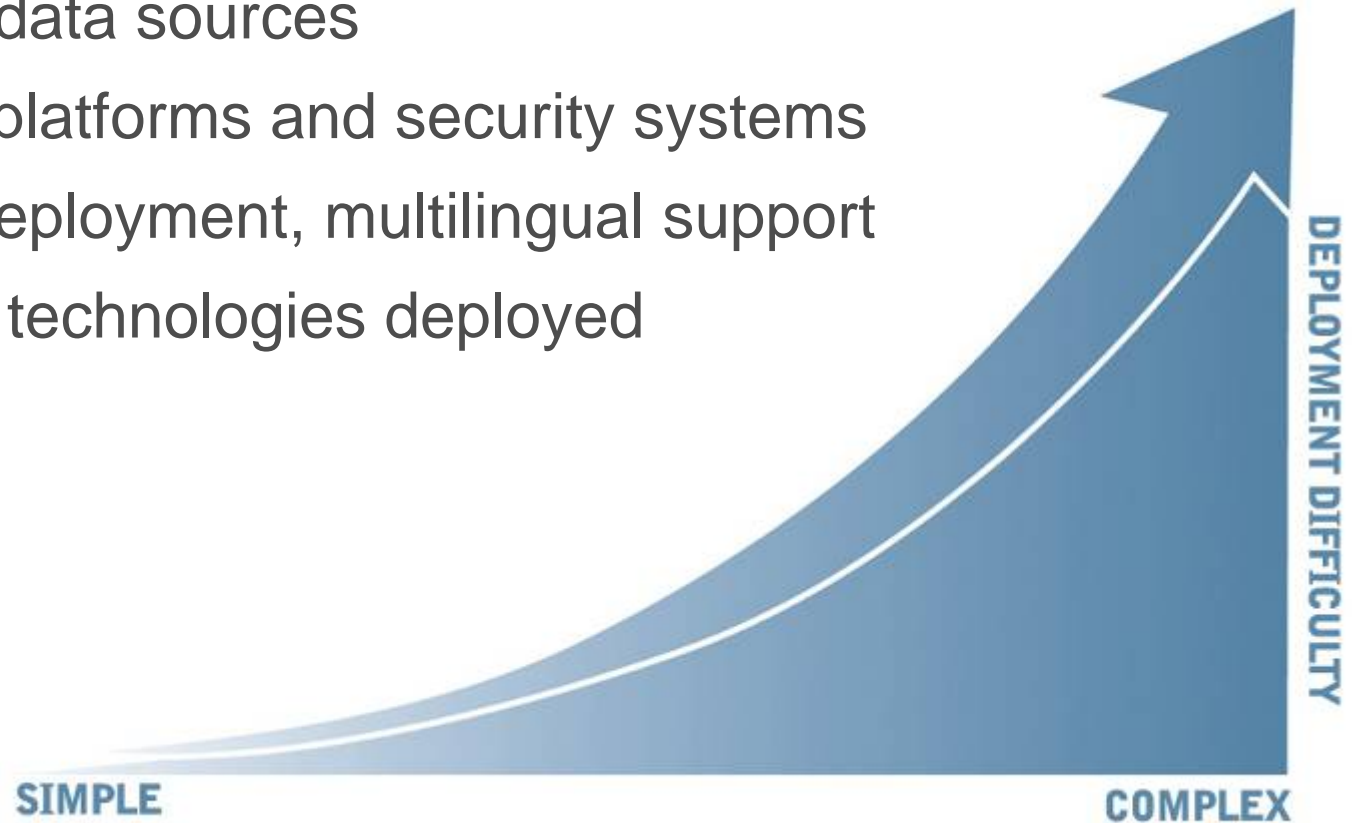 data sources
platforms and security systems
eployment, multilingual support
technologies deployed
DEPLOYMENT DIFFICULTY
SIMPLE
COMPLEX